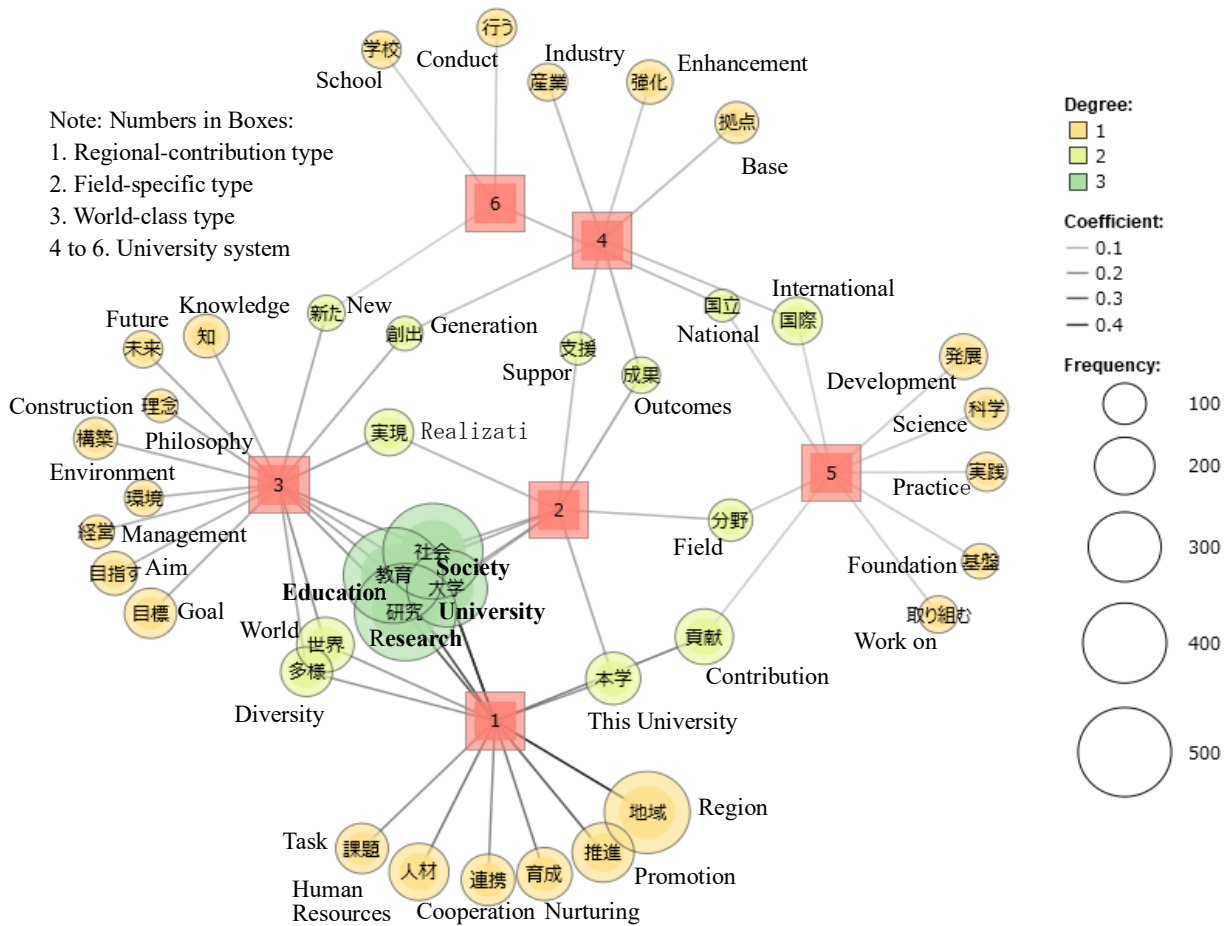 学校
行う
School
Conduct
Industry
産業
強化
Enhancement
拠点
Base
Note: Numbers in Boxes:
1. Regional-contribution type
2. Field-specific type
3. World-class type
4 to 6. University system
6
4
Degree:
1
2
3
Coefficient:
0.1
0.2
0.3
0.4
Frequency:
100
200
300
400
500
Future
Knowledge
未来
知
新た
New
創出
Generation
支援
Suppor
成果
Outcomes
国立
National
国際
International
発展
Development
科学
Science
実践
Practice
基盤
Foundation
取り組む
Work on
5
Construction
理念
構築
Philosophy
Environment
環境
経営
Management
目指す
Aim
目標
Goal
3
実現
Realizati
2
分野
Field
社会
Society
教育
Education
大学
University
研究
Research
World
世界
多様
Diversity
貢献
Contribution
本学
This University
1
地域
Region
推進
Promotion
育成
Nurturing
連携
Cooperation
人材
Human
Resources
課題
Task